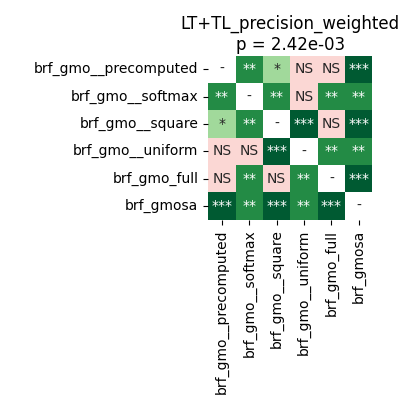 LT+TL_precision_weighted
p = 2.42e-03
brf_gmo__precomputed - ** * NS NS ***
brf_gmo__softmax ** - ** NS ** **
brf_gmo__square * ** - *** NS ***
brf_gmo__uniform NS NS *** - ** **
brf_gmo_full NS ** NS ** - ***
brf_gmosa *** ** *** ** *** -
brf_gmo__precomputed
brf_gmo__softmax
brf_gmo__square
brf_gmo__uniform
brf_gmo_full
brf_gmosa